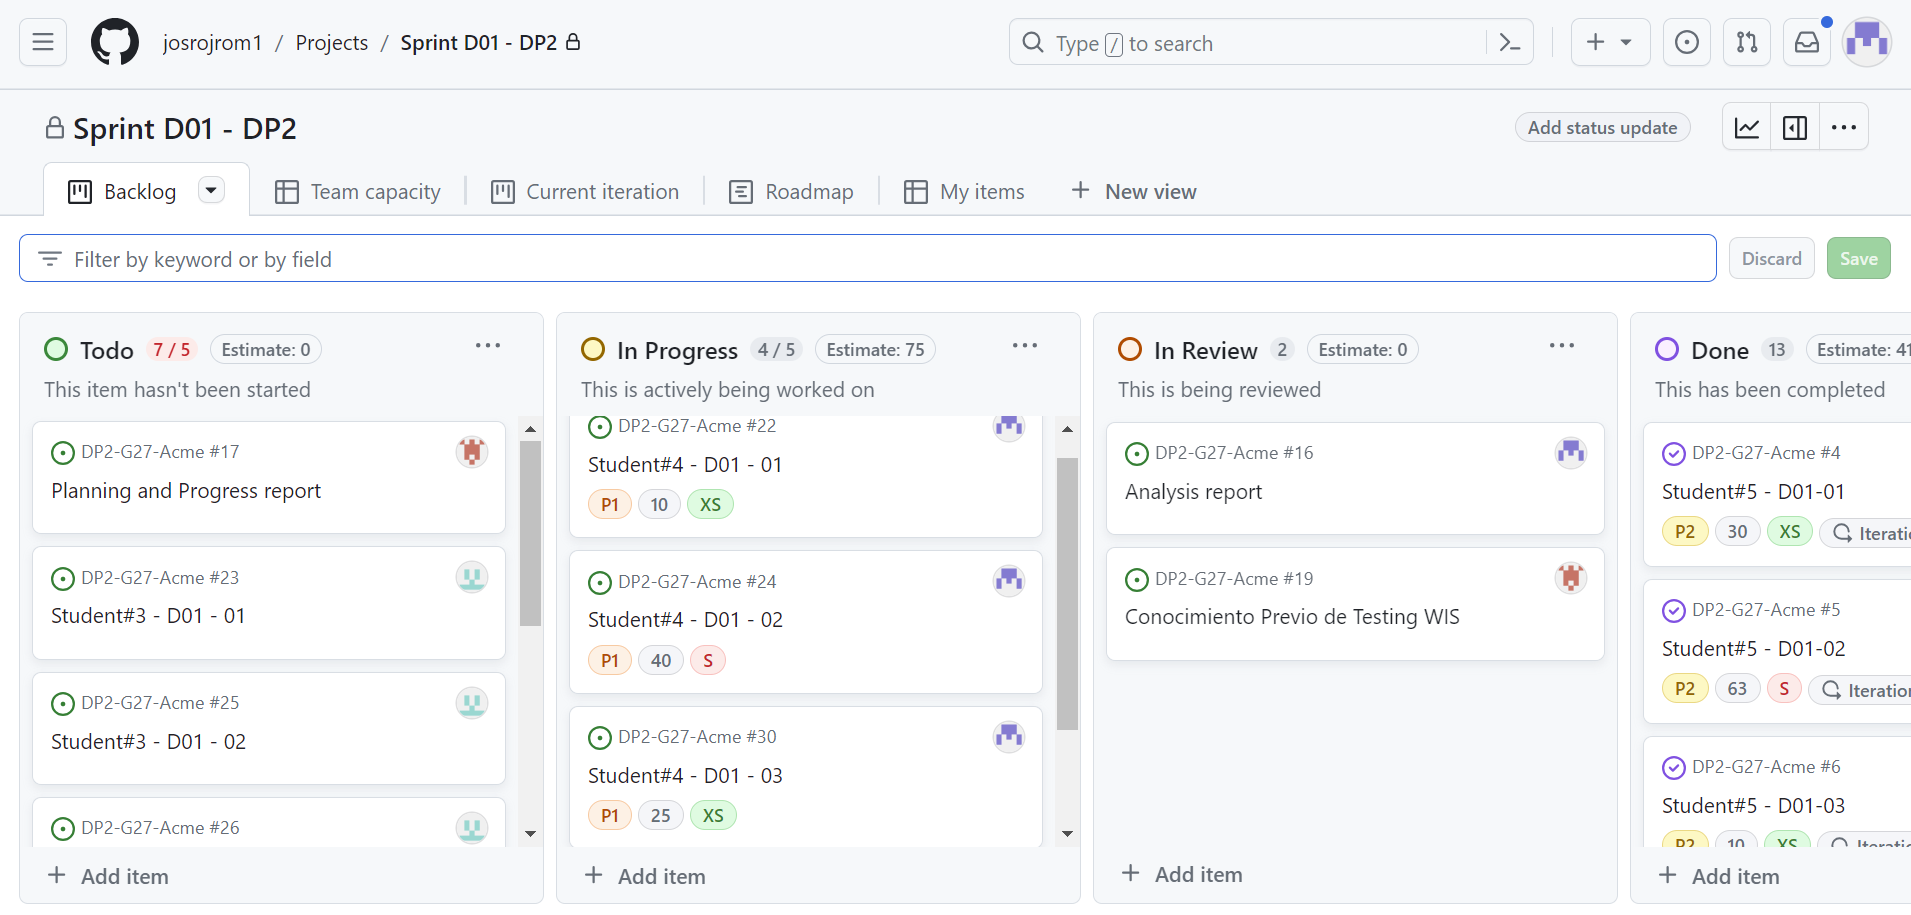 josrojrom1 / Projects / Sprint D01 - DP2
Type / to search
Sprint D01 - DP2
Add status update
Backlog
Team capacity
Current iteration
Roadmap
My items
New view
Filter by keyword or by field
Discard
Save
Todo 7 / 5 Estimate: 0
This item hasn't been started
DP2-G27-Acme #17
Planning and Progress report
DP2-G27-Acme #23
Student#3 - D01 - 01
DP2-G27-Acme #25
Student#3 - D01 - 02
DP2-G27-Acme #26
+ Add item
In Progress 4 / 5 Estimate: 75
This is actively being worked on
DP2-G27-Acme #22
Student#4 - D01 - 01
P1 10 XS
DP2-G27-Acme #24
Student#4 - D01 - 02
P1 40 S
DP2-G27-Acme #30
Student#4 - D01 - 03
P1 25 XS
+ Add item
In Review 2 Estimate: 0
This is being reviewed
DP2-G27-Acme #16
Analysis report
DP2-G27-Acme #19
Conocimiento Previo de Testing WIS
+ Add item
Done 13 Estimate: 41
This has been completed
DP2-G27-Acme #4
Student#5 - D01-01
P2 30 XS Iteratio
DP2-G27-Acme #5
Student#5 - D01-02
P2 63 S Iteration
DP2-G27-Acme #6
Student#5 - D01-03
P2 10 XS Iteratio
+ Add item